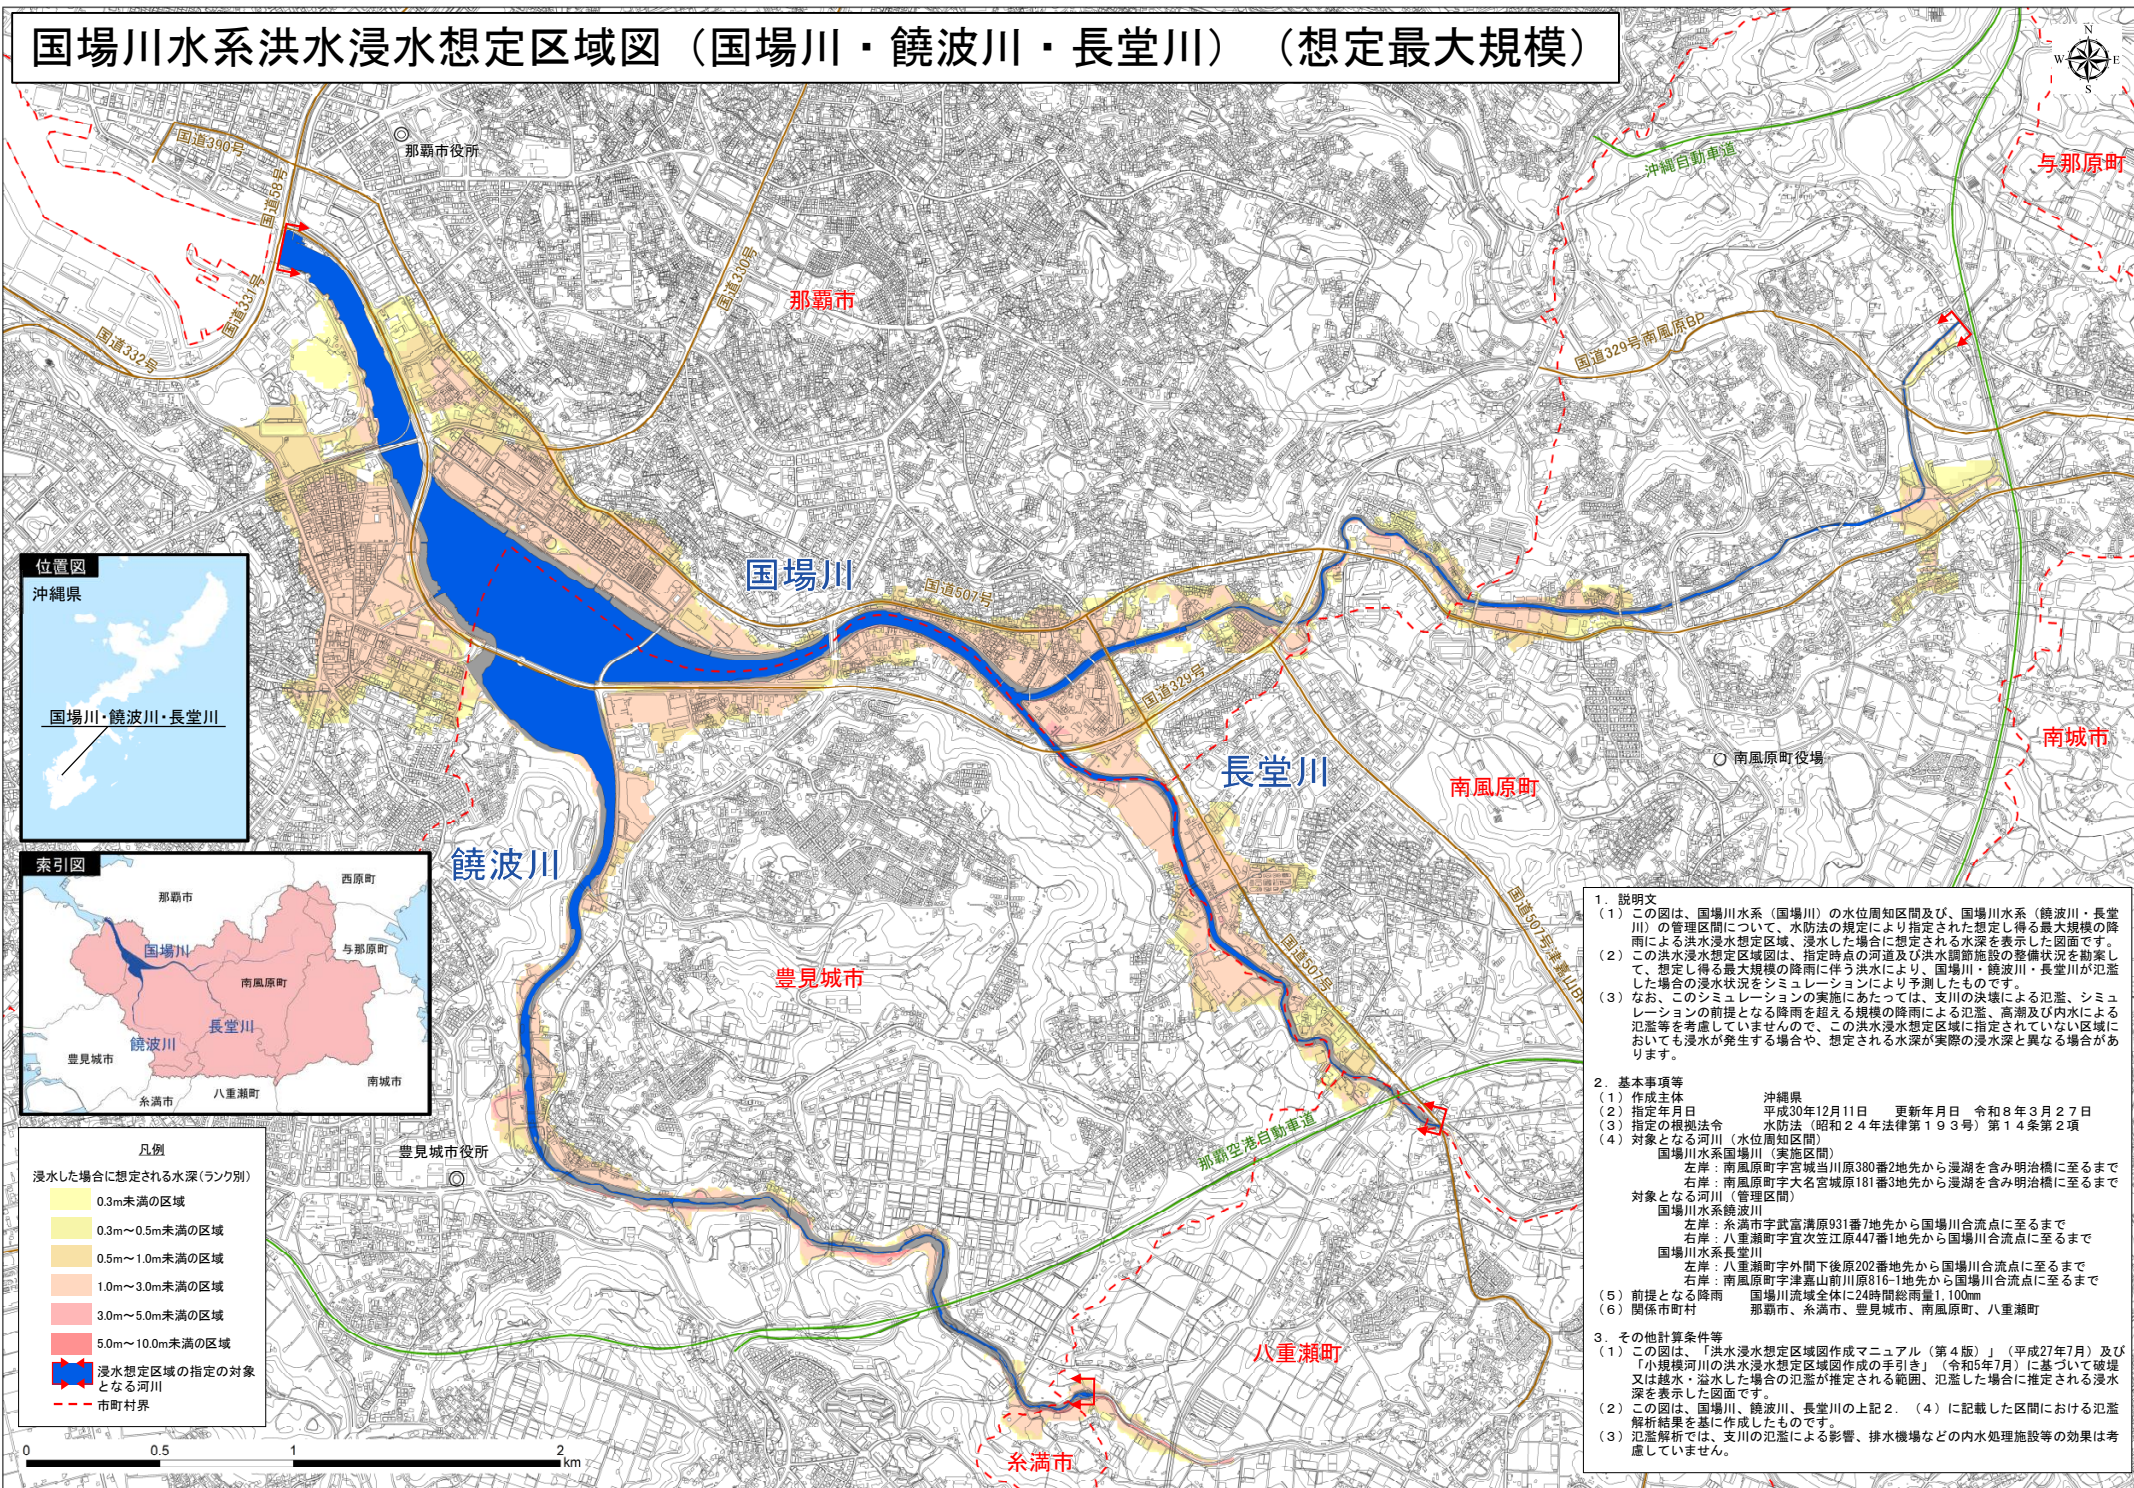 国場川水系洪水浸水想定区域図（国場川・饒波川・長堂川）（想定最大規模）
N
W
E
S
国道390号
那覇市役所
国道58号
沖縄自動車道
与那原町
国道331号
国道332号
国道330号
那覇市
国道329号南風原BP
国場川
国道507号
国道329号
南城市
南風原町役場
長堂川
南風原町
饒波川
国道507号津嘉山BP
国道507号
豊見城市
豊見城市役所
那覇空港自動車道
八重瀬町
糸満市
位置図
沖縄県
国場川・饒波川・長堂川
索引図
西原町
那覇市
国場川
与那原町
南風原町
長堂川
饒波川
豊見城市
南城市
八重瀬町
糸満市
凡例
浸水した場合に想定される水深(ランク別)
0.3m未満の区域
0.3m～0.5m未満の区域
0.5m～1.0m未満の区域
1.0m～3.0m未満の区域
3.0m～5.0m未満の区域
5.0m～10.0m未満の区域
浸水想定区域の指定の対象
となる河川
市町村界
0 0.5 1 2
km
1．説明文
（1）この図は、国場川水系（国場川）の水位周知区間及び、国場川水系（饒波川・長堂
川）の管理区間について、水防法の規定により指定された想定し得る最大規模の降
雨による洪水浸水想定区域、浸水した場合に想定される水深を表示した図面です。
（2）この洪水浸水想定区域図は、指定時点の河道及び洪水調節施設の整備状況を勘案し
て、想定し得る最大規模の降雨に伴う洪水により、国場川・饒波川・長堂川が氾濫
した場合の浸水状況をシミュレーションにより予測したものです。
（3）なお、このシミュレーションの実施にあたっては、支川の決壊による氾濫、シミュ
レーションの前提となる降雨を超える規模の降雨による氾濫、高潮及び内水による
氾濫等を考慮していませんので、この洪水浸水想定区域に指定されていない区域に
おいても浸水が発生する場合や、想定される水深が実際の浸水深と異なる場合があ
ります。
2．基本事項等
（1）作成主体 沖縄県
（2）指定年月日 平成30年12月11日 更新年月日 令和８年３月２７日
（3）指定の根拠法令 水防法（昭和２４年法律第１９３号）第１４条第２項
（4）対象となる河川（水位周知区間）
国場川水系国場川（実施区間）
左岸：南風原町字宮城当川原380番2地先から漫湖を含み明治橋に至るまで
右岸：南風原町字大名宮城原181番3地先から漫湖を含み明治橋に至るまで
対象となる河川（管理区間）
国場川水系饒波川
左岸：糸満市字武富溝原931番7地先から国場川合流点に至るまで
右岸：八重瀬町字宜次笠江原447番1地先から国場川合流点に至るまで
国場川水系長堂川
左岸：八重瀬町字外間下後原202番地先から国場川合流点に至るまで
右岸：南風原町字津嘉山前川原816-1地先から国場川合流点に至るまで
（5）前提となる降雨 国場川流域全体に24時間総雨量1,100mm
（6）関係市町村 那覇市、糸満市、豊見城市、南風原町、八重瀬町
3．その他計算条件等
（1）この図は、「洪水浸水想定区域図作成マニュアル（第４版）」（平成27年7月）及び
「小規模河川の洪水浸水想定区域図作成の手引き」（令和5年7月）に基づいて破堤
又は越水・溢水した場合の氾濫が推定される範囲、氾濫した場合に推定される浸水
深を表示した図面です。
（2）この図は、国場川、饒波川、長堂川の上記２．（４）に記載した区間における氾濫
解析結果を基に作成したものです。
（3）氾濫解析では、支川の氾濫による影響、排水機場などの内水処理施設等の効果は考
慮していません。